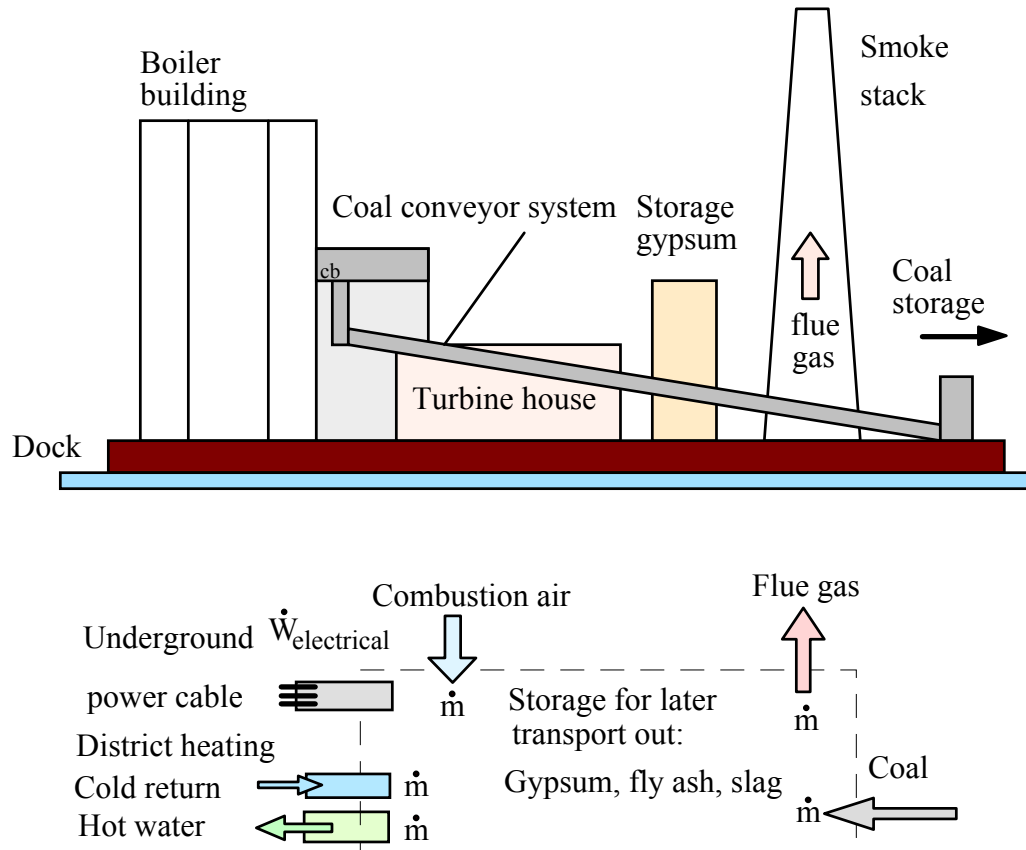 Boiler
building
Smoke
stack
Coal conveyor system
Storage
gypsum
cb
Coal
storage
flue
gas
Turbine house
Dock
Combustion air
Flue gas
Underground
Ẇelectrical
power cable
ṁ
Storage for later
transport out:
ṁ
District heating
Cold return
ṁ
Gypsum, fly ash, slag
Coal
ṁ
Hot water
ṁ